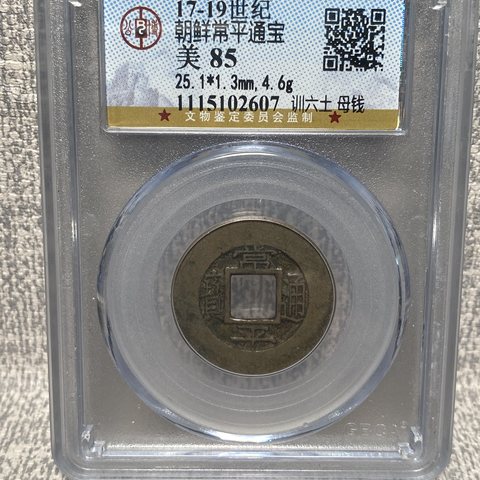 17-19世纪
朝鲜常平通宝
美 85
25.1*1.3mm,4.6g
1115102607 训六土 母钱
文物鉴定委员会监制
常平通寶